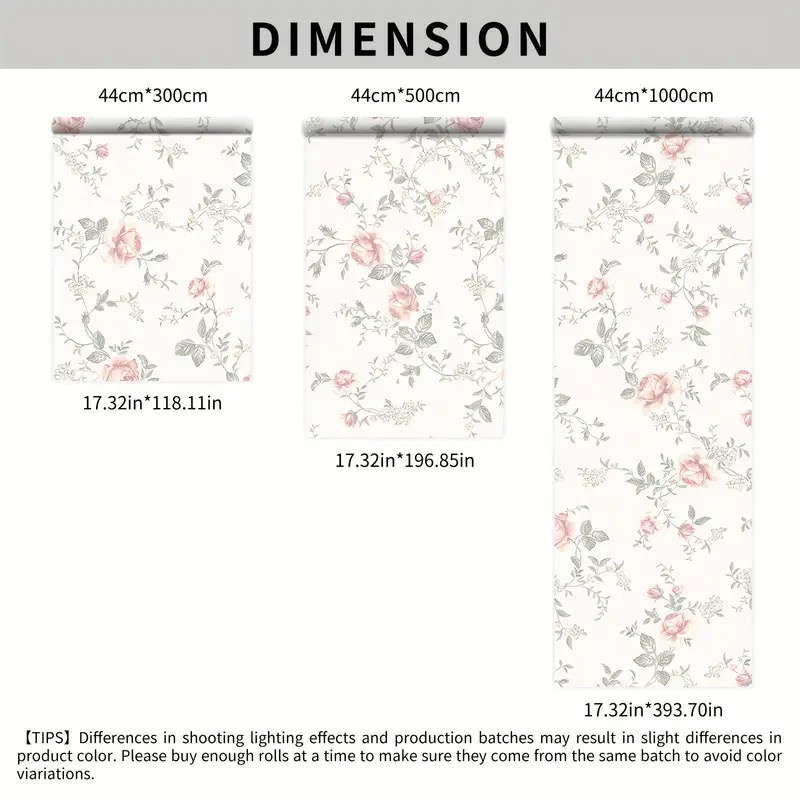 DIMENSION
44cm*300cm
44cm*500cm
44cm*1000cm
17.32in*118.11in
17.32in*196.85in
17.32in*393.70in
【TIPS】Differences in shooting lighting effects and production batches may result in slight differences in
product color. Please buy enough rolls at a time to make sure they come from the same batch to avoid color
viariations.